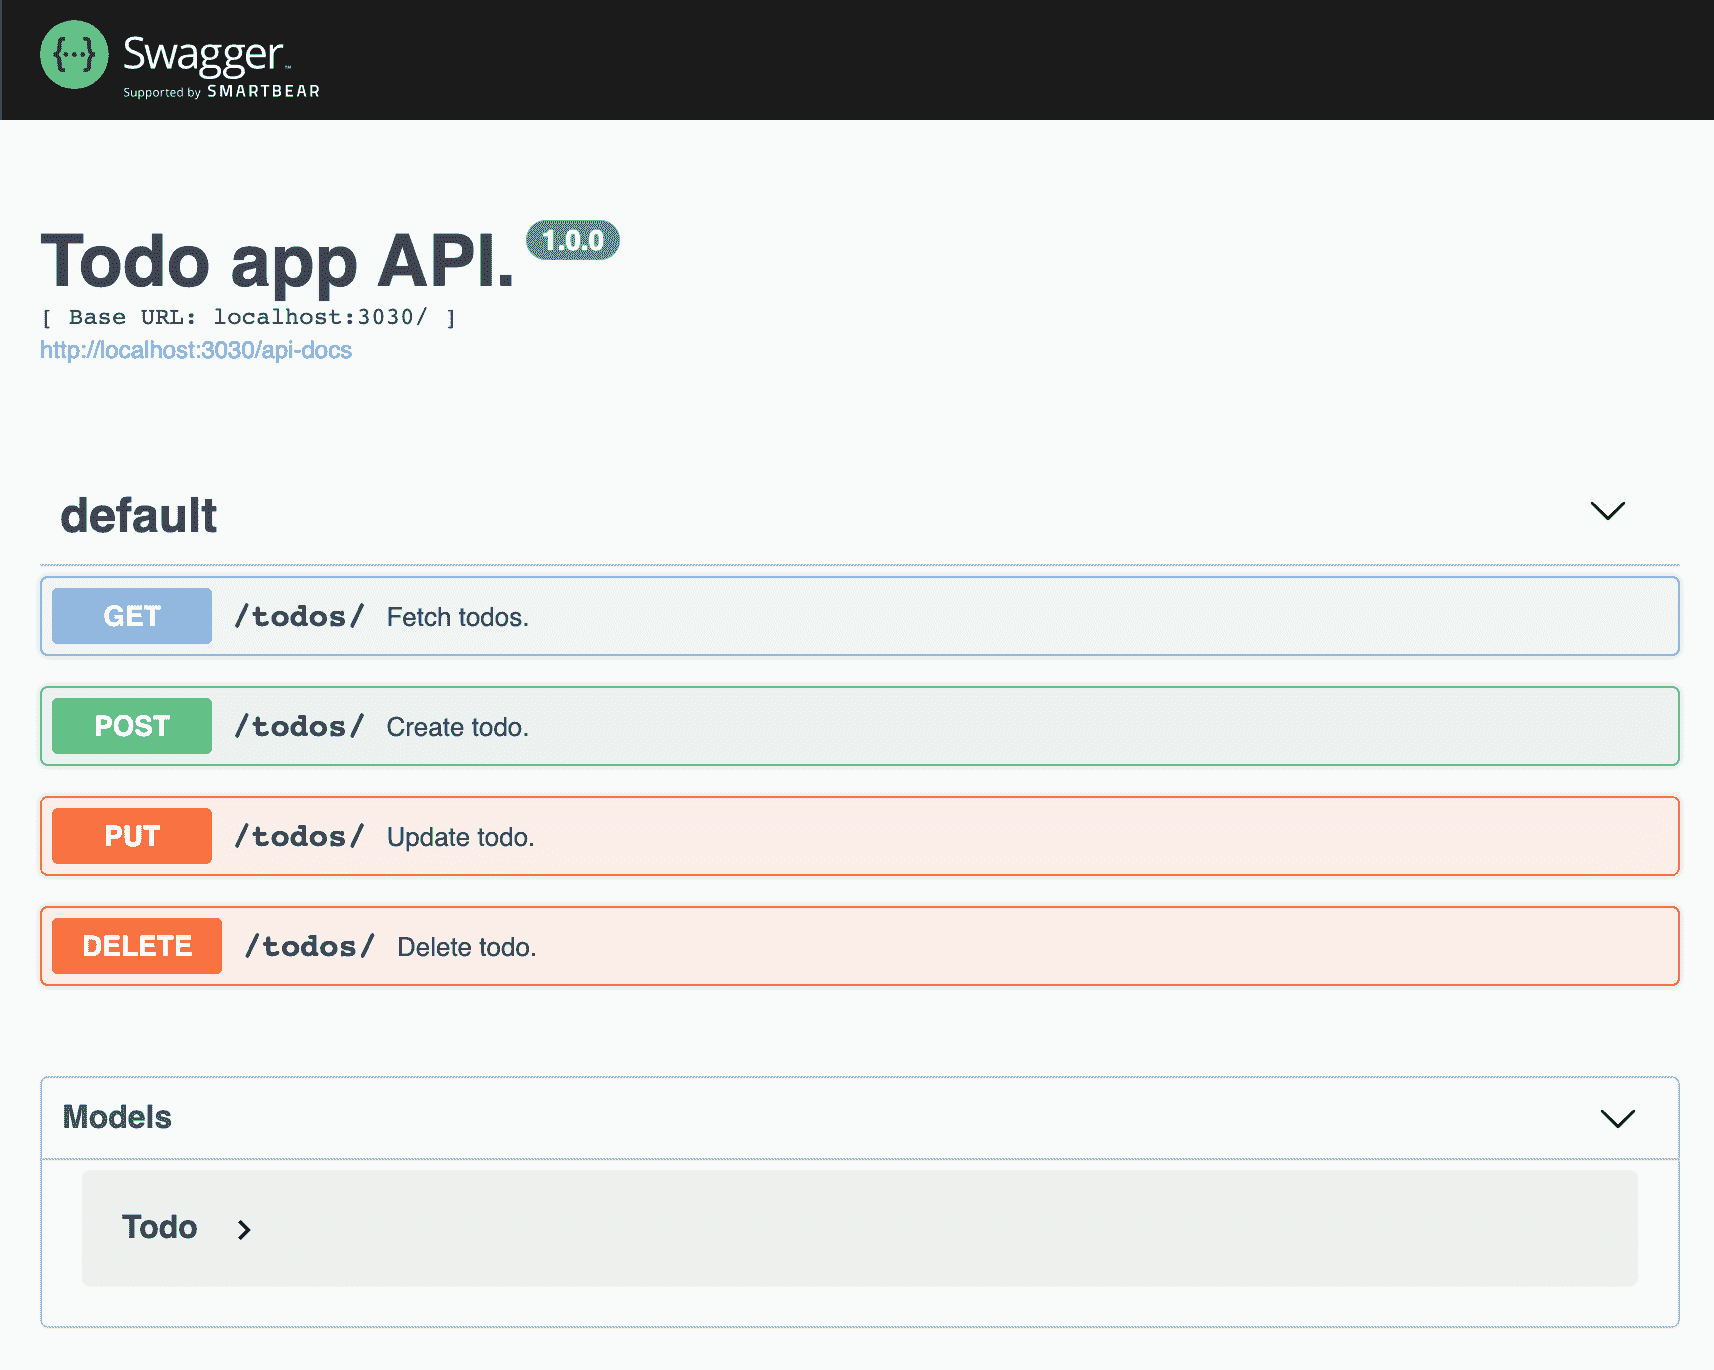 {···} Swagger™
Supported by SMARTBEAR
Todo app API. 1.0.0
[ Base URL: localhost:3030/ ]
http://localhost:3030/api-docs
default
GET /todos/ Fetch todos.
POST /todos/ Create todo.
PUT /todos/ Update todo.
DELETE /todos/ Delete todo.
Models
Todo